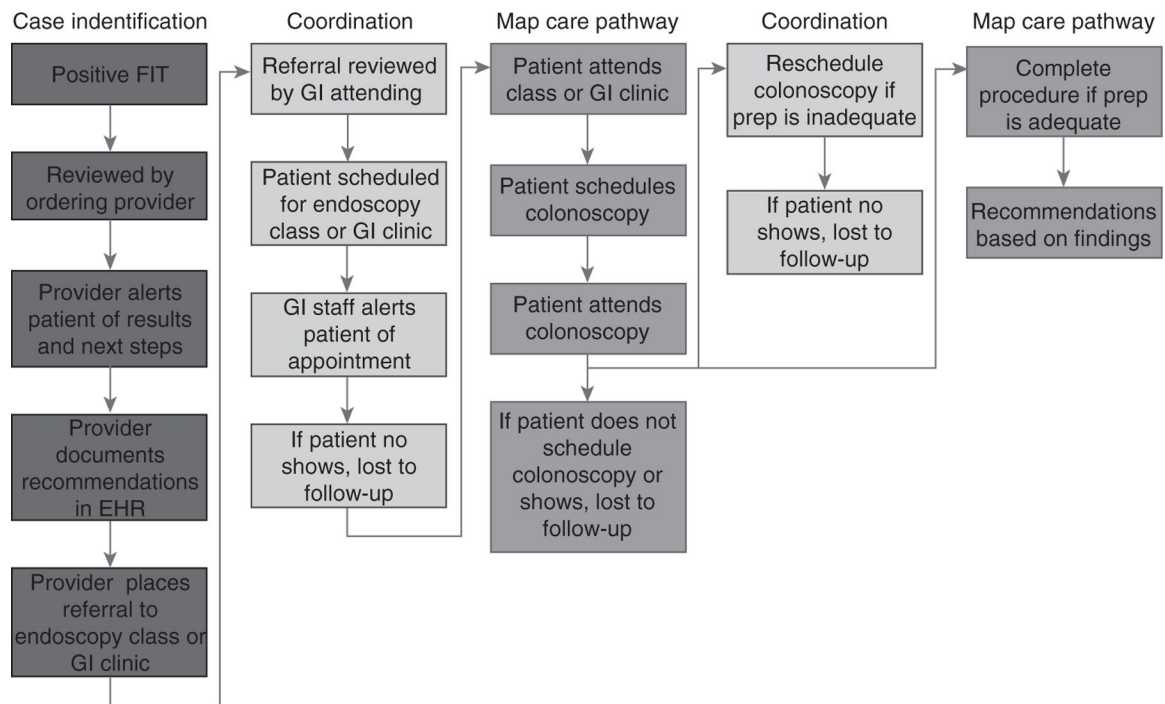 Case indentification
Positive FIT
Reviewed by
ordering provider
Provider alerts
patient of results
and next steps
Provider
documents
recommendations
in EHR
Provider places
referral to
endoscopy class or
GI clinic
Coordination
Referral reviewed
by GI attending
Patient scheduled
for endoscopy
class or GI clinic
GI staff alerts
patient of
appointment
If patient no
shows, lost to
follow-up
Map care pathway
Patient attends
class or GI clinic
Patient schedules
colonoscopy
Patient attends
colonoscopy
If patient does not
schedule
colonoscopy or
shows, lost to
follow-up
Coordination
Reschedule
colonoscopy if
prep is inadequate
If patient no
shows, lost to
follow-up
Map care pathway
Complete
procedure if prep
is adequate
Recommendations
based on findings